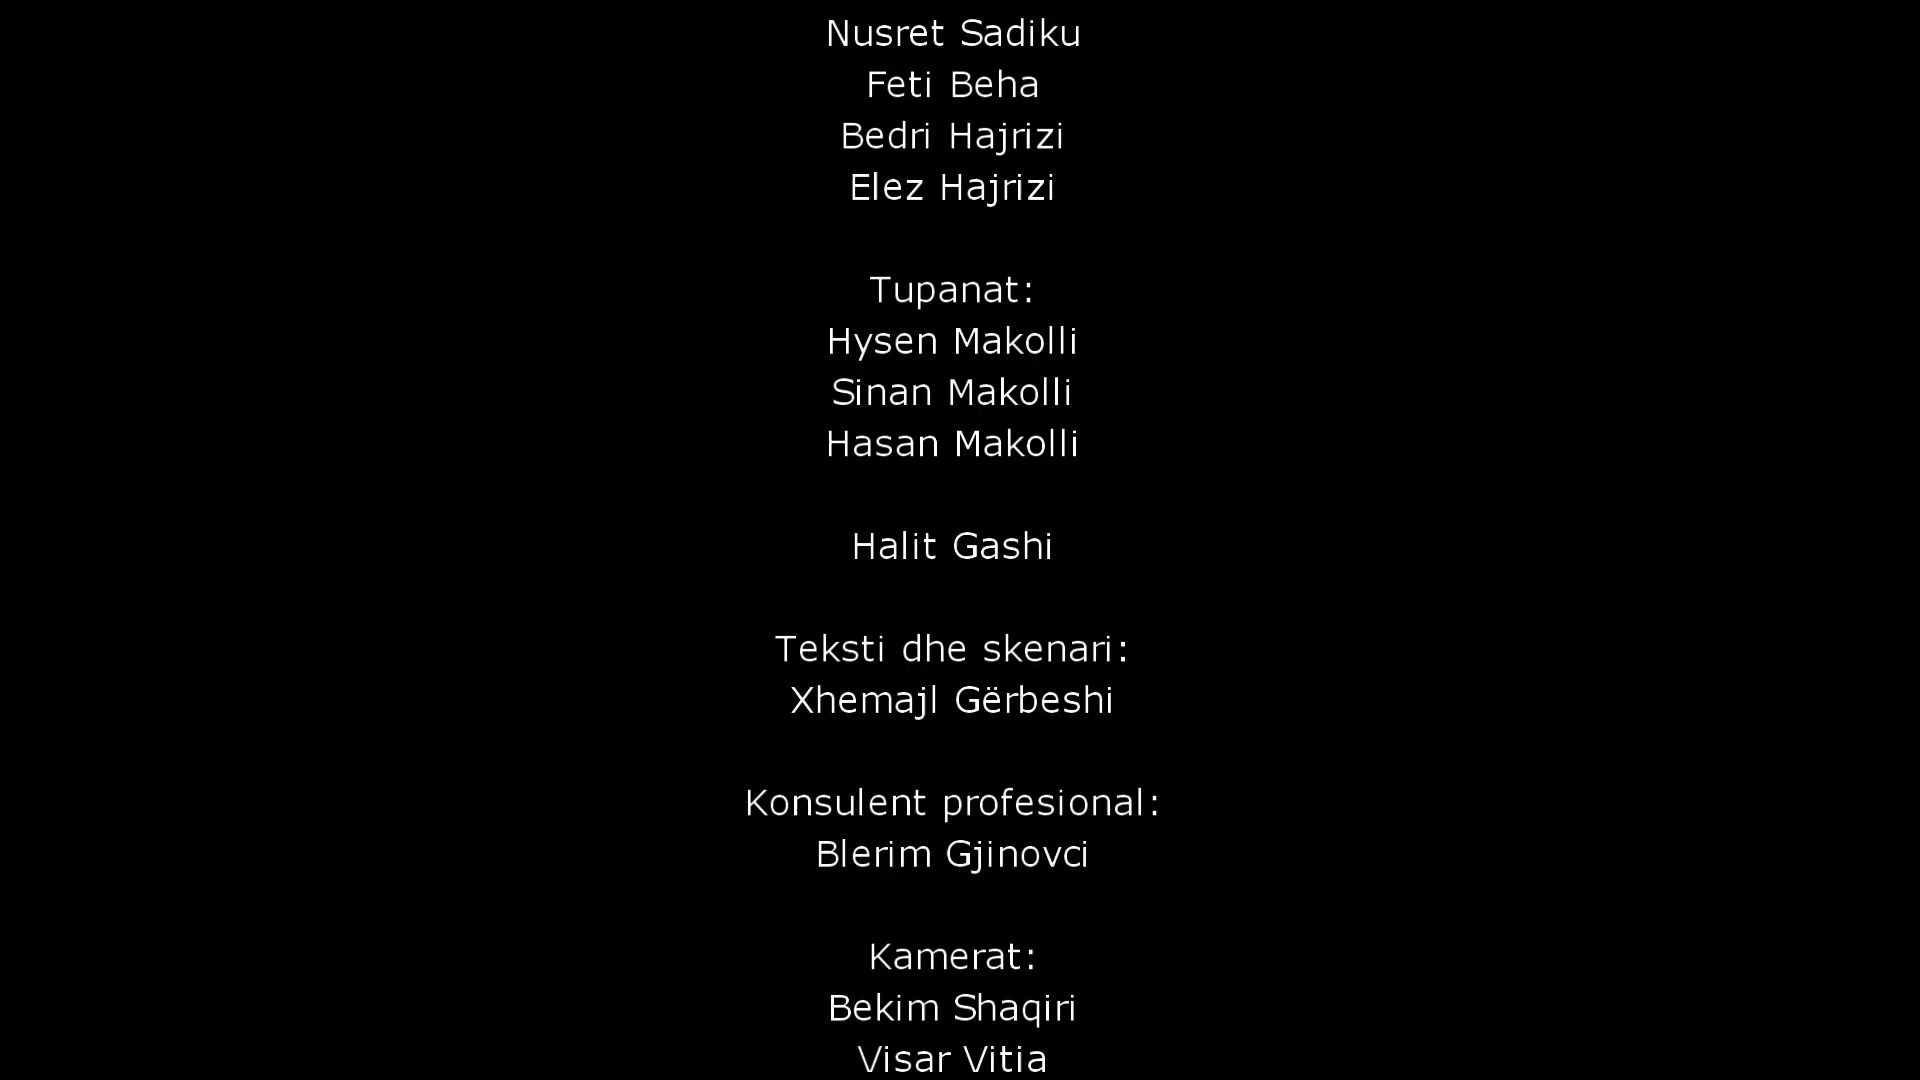 Nusret Sadiku
Feti Beha
Bedri Hajrizi
Elez Hajrizi
Tupanat:
Hysen Makolli
Sinan Makolli
Hasan Makolli
Halit Gashi
Teksti dhe skenari:
Xhemajl Gërbeshi
Konsulent profesional:
Blerim Gjinovci
Kamerat:
Bekim Shaqiri
Visar Vitia